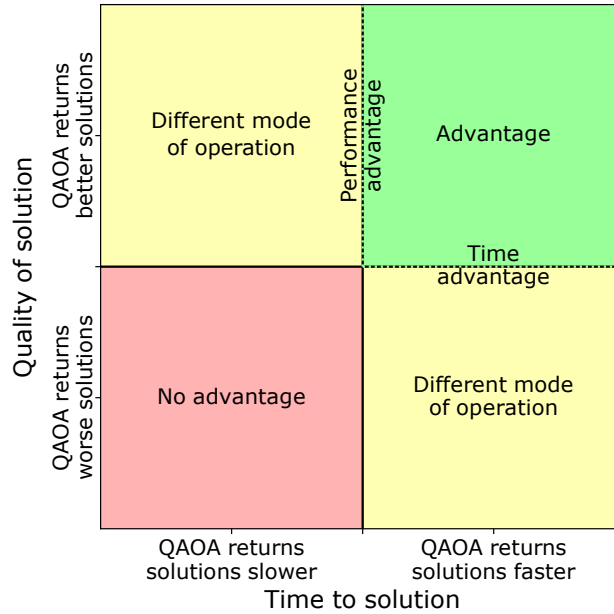 Quality of solution
QAOA returns
better solutions
QAOA returns
worse solutions
Different mode
of operation
Performance
advantage
Advantage
Time
advantage
No advantage
Different mode
of operation
QAOA returns
solutions slower
QAOA returns
solutions faster
Time to solution